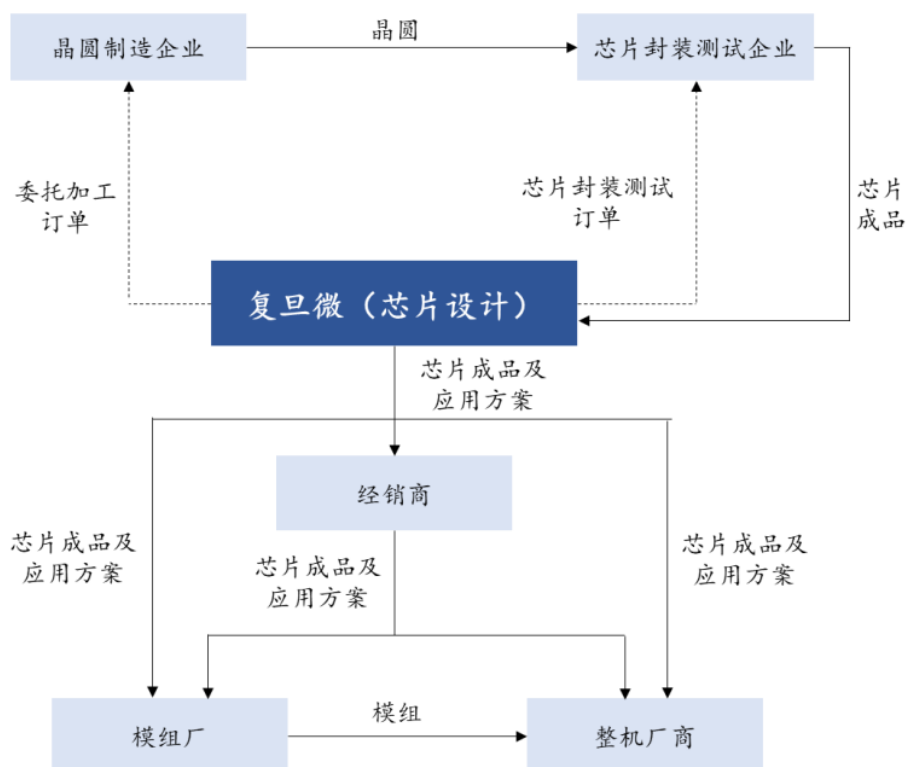 晶圆制造企业
晶圆
芯片封装测试企业
委托加工
订单
芯片封装测试
订单
芯片
成品
复旦微（芯片设计）
芯片成品及
应用方案
经销商
芯片成品及
应用方案
芯片成品及
应用方案
芯片成品及
应用方案
模组厂
模组
整机厂商